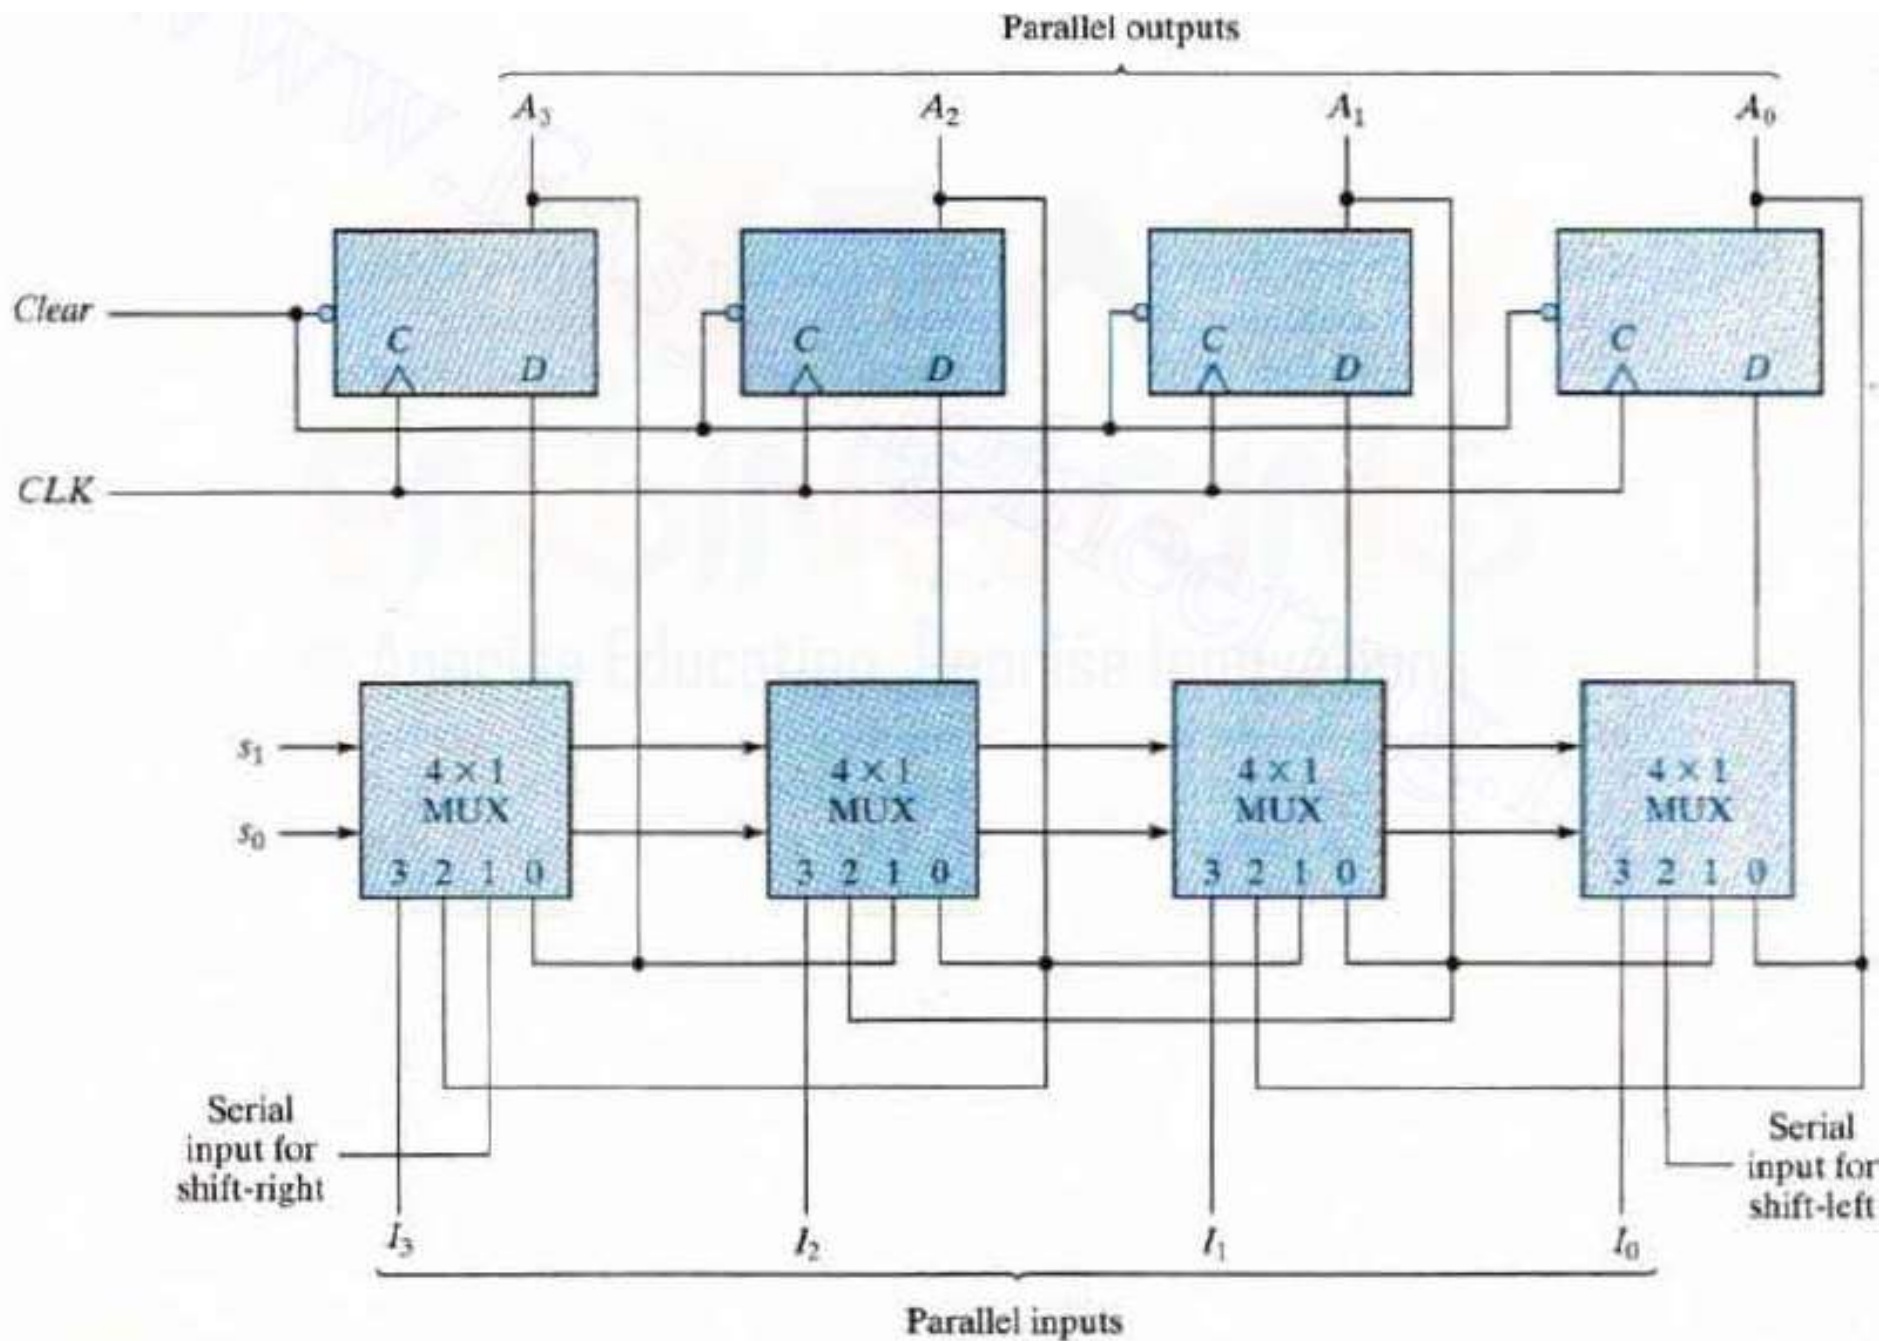 Parallel outputs
A3 A2 A1 A0
Clear
C D C D C D C D
CLK
s1
4 × 1 4 × 1 4 × 1 4 × 1
MUX MUX MUX MUX
s0
3 2 1 0 3 2 1 0 3 2 1 0 3 2 1 0
Serial
input for
shift-right
Serial
input for
shift-left
I3 I2 I1 I0
Parallel inputs